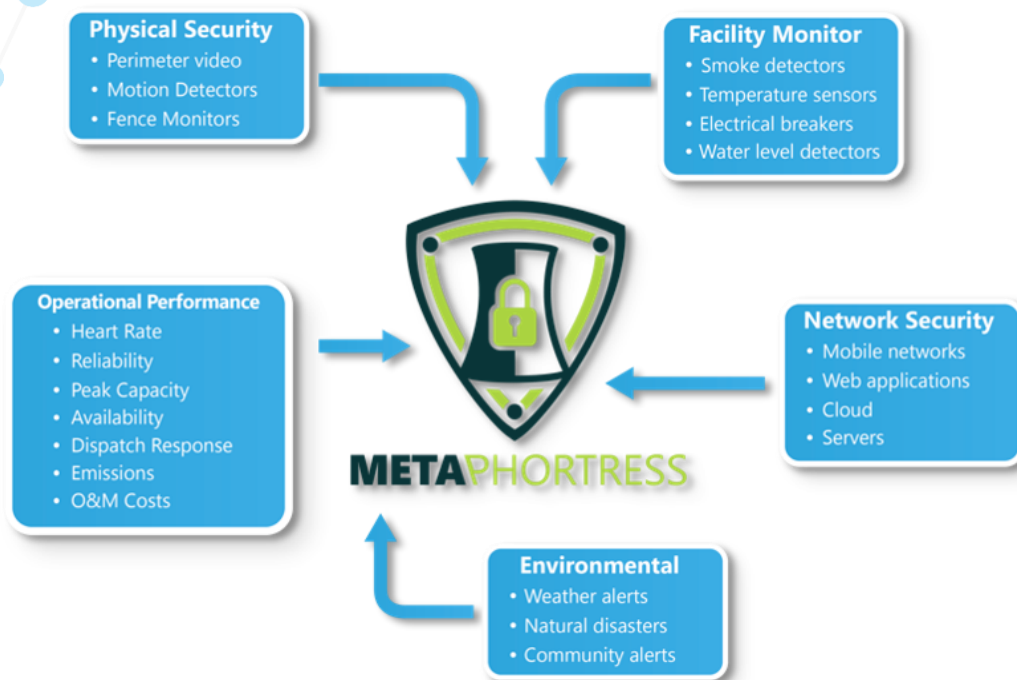 Physical Security
• Perimeter video
• Motion Detectors
• Fence Monitors
Facility Monitor
• Smoke detectors
• Temperature sensors
• Electrical breakers
• Water level detectors
Operational Performance
• Heart Rate
• Reliability
• Peak Capacity
• Availability
• Dispatch Response
• Emissions
• O&M Costs
Network Security
• Mobile networks
• Web applications
• Cloud
• Servers
METAPHORTRESS
Environmental
• Weather alerts
• Natural disasters
• Community alerts